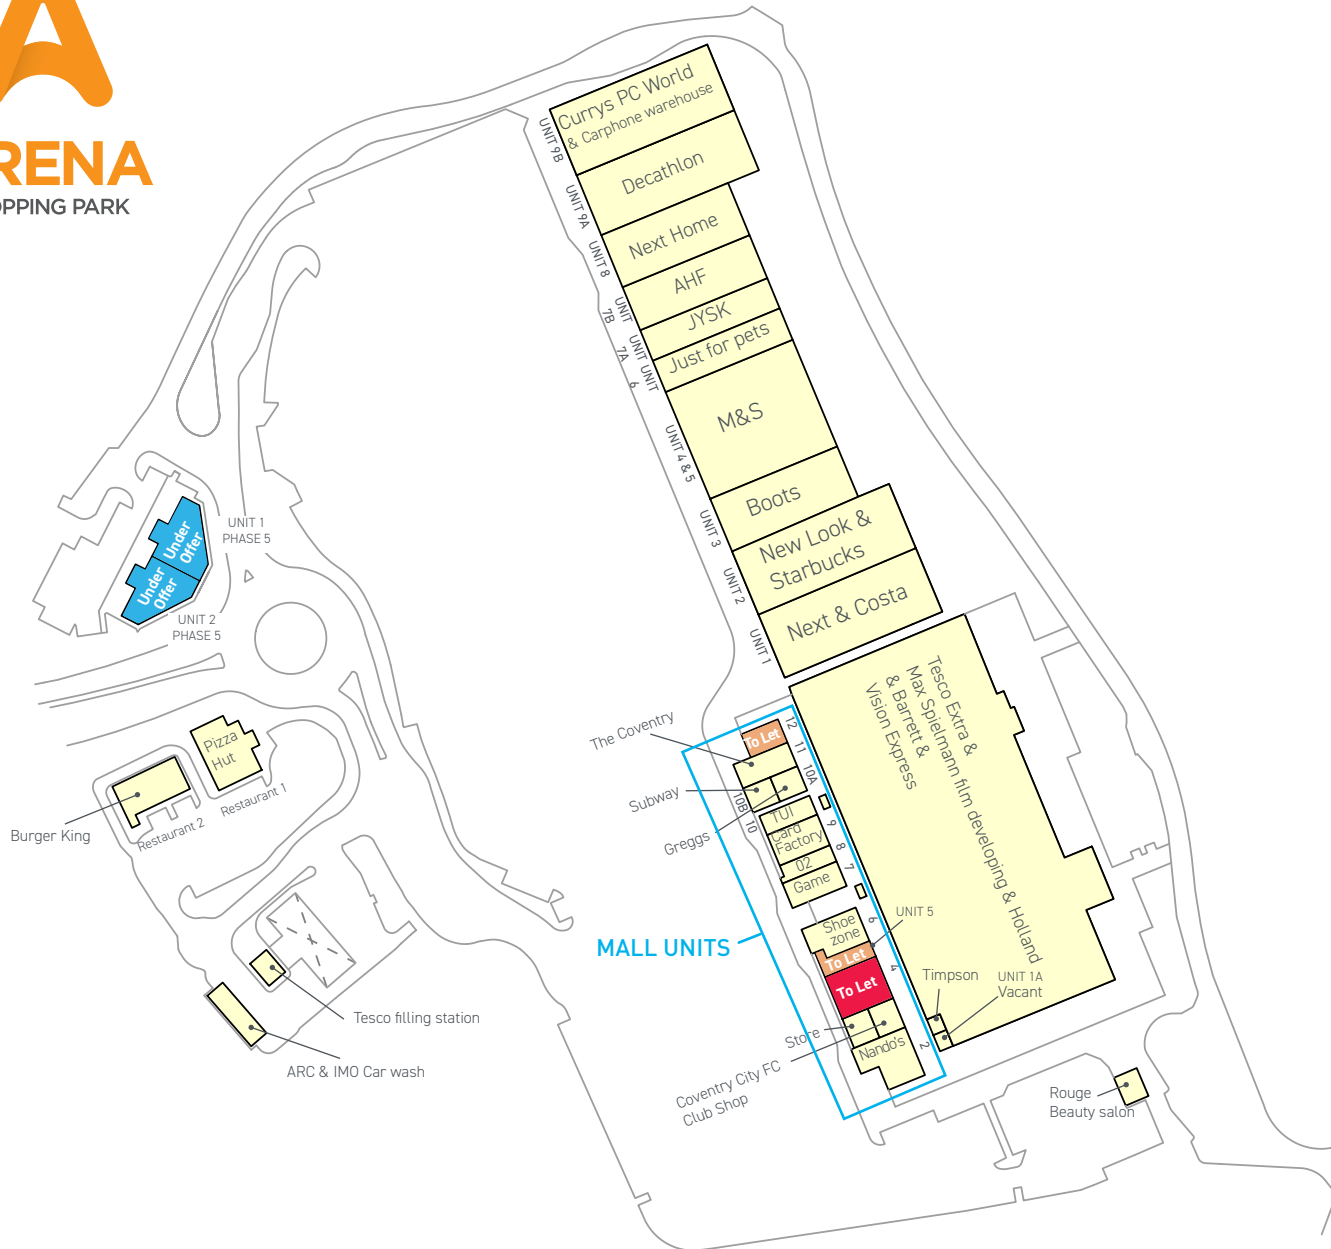 RENA
OPPING PARK
Currys PC World
& Carphone warehouse
UNIT 9B
Decathlon
UNIT 9A
Next Home
UNIT 8
AHF
UNIT
7B
JYSK
UNIT
7A
Just for pets
UNIT
6
M&S
UNIT 4 & 5
Boots
UNIT 3
New Look &
Starbucks
UNIT 2
Next & Costa
UNIT 1
Tesco Extra &
Max Spielmann film developing & Holland
& Barrett &
Vision Express
Under
Offer
UNIT 1
PHASE 5
Under
Offer
UNIT 2
PHASE 5
Pizza
Hut
Restaurant 1
Burger King
Restaurant 2
Tesco filling station
ARC & IMO Car wash
MALL UNITS
To Let
12
The Coventry
11
Subway
10A
Greggs
10B
10
TUI
9
Card
Factory
8
02
7
Game
Shoe
zone
6
UNIT 5
To Let
4
To Let
Store
Coventry City FC
Club Shop
Nando's
2
Timpson
UNIT 1A
Vacant
Rouge
Beauty salon